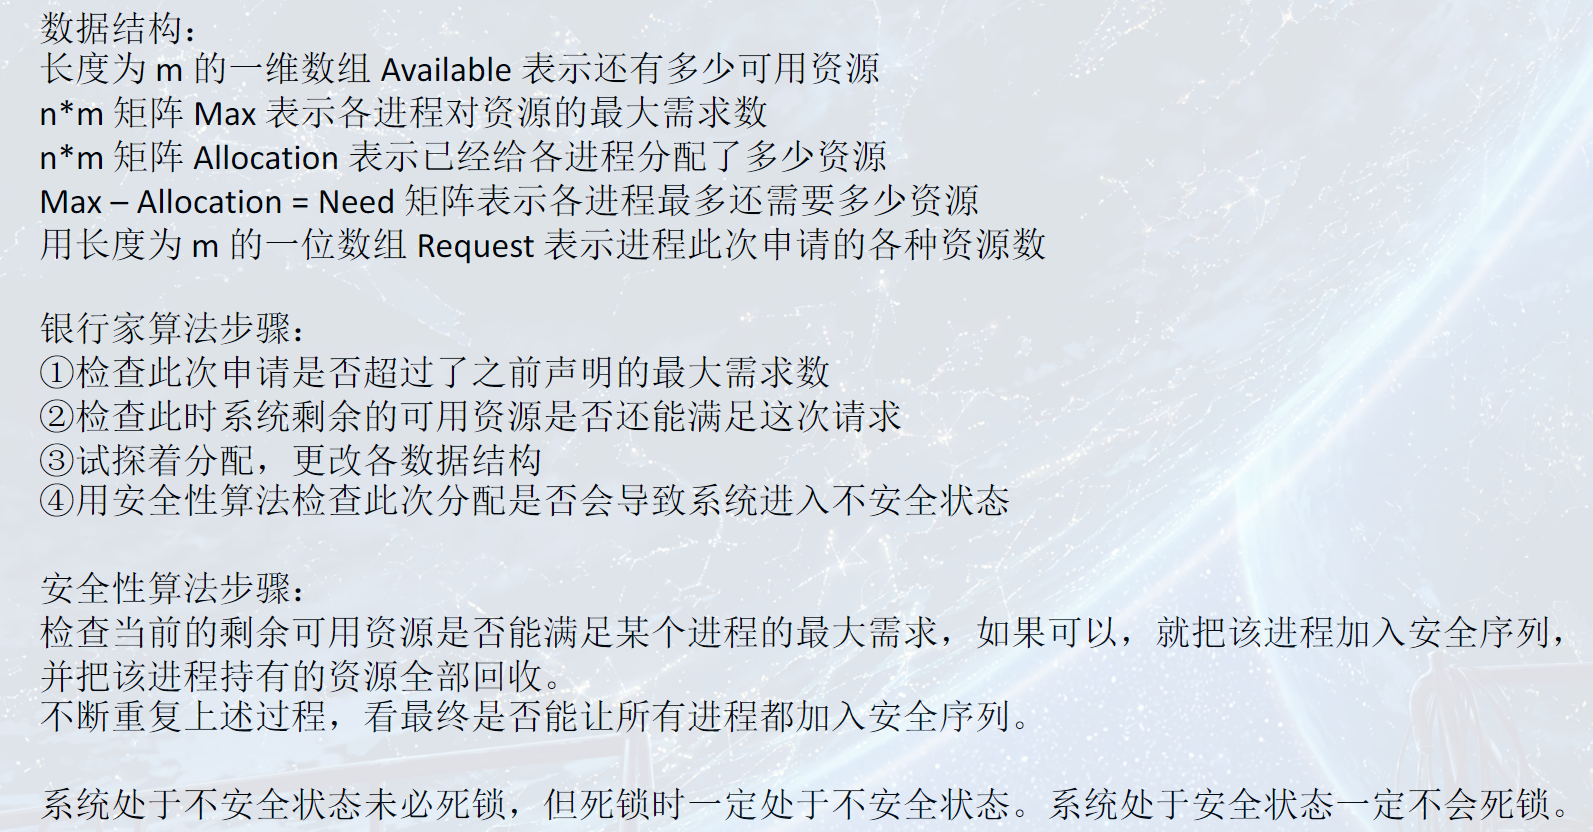 数据结构：
长度为 m 的一维数组 Available 表示还有多少可用资源
n*m 矩阵 Max 表示各进程对资源的最大需求数
n*m 矩阵 Allocation 表示已经给各进程分配了多少资源
Max – Allocation = Need 矩阵表示各进程最多还需要多少资源
用长度为 m 的一位数组 Request 表示进程此次申请的各种资源数
银行家算法步骤：
①检查此次申请是否超过了之前声明的最大需求数
②检查此时系统剩余的可用资源是否还能满足这次请求
③试探着分配，更改各数据结构
④用安全性算法检查此次分配是否会导致系统进入不安全状态
安全性算法步骤：
检查当前的剩余可用资源是否能满足某个进程的最大需求，如果可以，就把该进程加入安全序列，
并把该进程持有的资源全部回收。
不断重复上述过程，看最终是否能让所有进程都加入安全序列。
系统处于不安全状态未必死锁，但死锁时一定处于不安全状态。系统处于安全状态一定不会死锁。